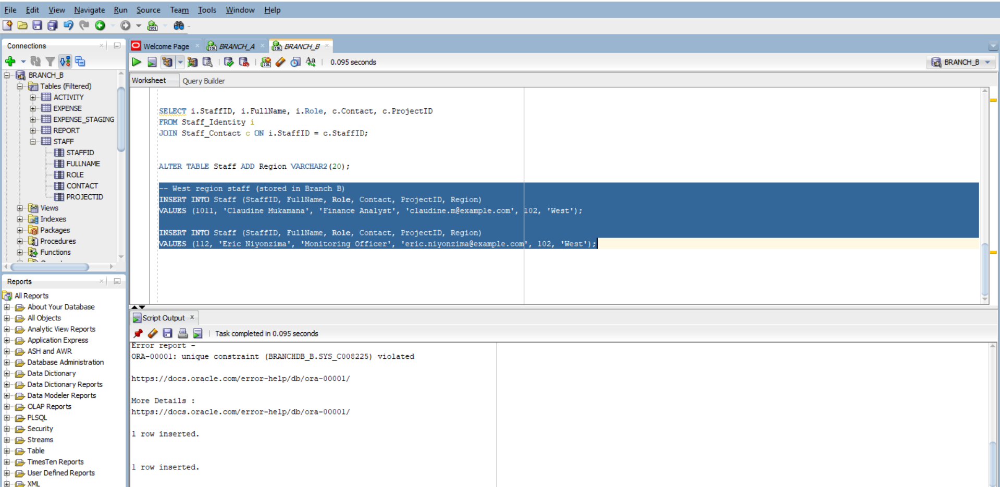 File Edit View Navigate Run Source Team Tools Window Help
Connections
Welcome Page
BRANCH_A
BRANCH_B
0.095 seconds
BRANCH_B
BRANCH_B
Tables (Filtered)
ACTIVITY
EXPENSE
EXPENSE_STAGING
REPORT
STAFF
STAFFID
FULLNAME
ROLE
CONTACT
PROJECTID
Views
Indexes
Packages
Procedures
Functions
Worksheet
Query Builder
SELECT i.StaffID, i.FullName, i.Role, c.Contact, c.ProjectID
FROM Staff_Identity i
JOIN Staff_Contact c ON i.StaffID = c.StaffID;
ALTER TABLE Staff ADD Region VARCHAR2(20);
-- West region staff (stored in Branch B)
INSERT INTO Staff (StaffID, FullName, Role, Contact, ProjectID, Region)
VALUES (1011, 'Claudine Mukamana', 'Finance Analyst', 'claudine.m@example.com', 102, 'West');
INSERT INTO Staff (StaffID, FullName, Role, Contact, ProjectID, Region)
VALUES (112, 'Eric Niyonzima', 'Monitoring Officer', 'eric.niyonzima@example.com', 102, 'West');
Reports
All Reports
About Your Database
All Objects
Analytic View Reports
Application Express
ASH and AWR
Database Administration
Data Dictionary
Data Dictionary Reports
Data Modeler Reports
OLAP Reports
PLSQL
Security
Streams
Table
TimesTen Reports
User Defined Reports
XML
Script Output
Task completed in 0.095 seconds
Error report -
ORA-00001: unique constraint (BRANCHDB_B.SYS_C008225) violated
https://docs.oracle.com/error-help/db/ora-00001/
More Details :
https://docs.oracle.com/error-help/db/ora-00001/
1 row inserted.
1 row inserted.